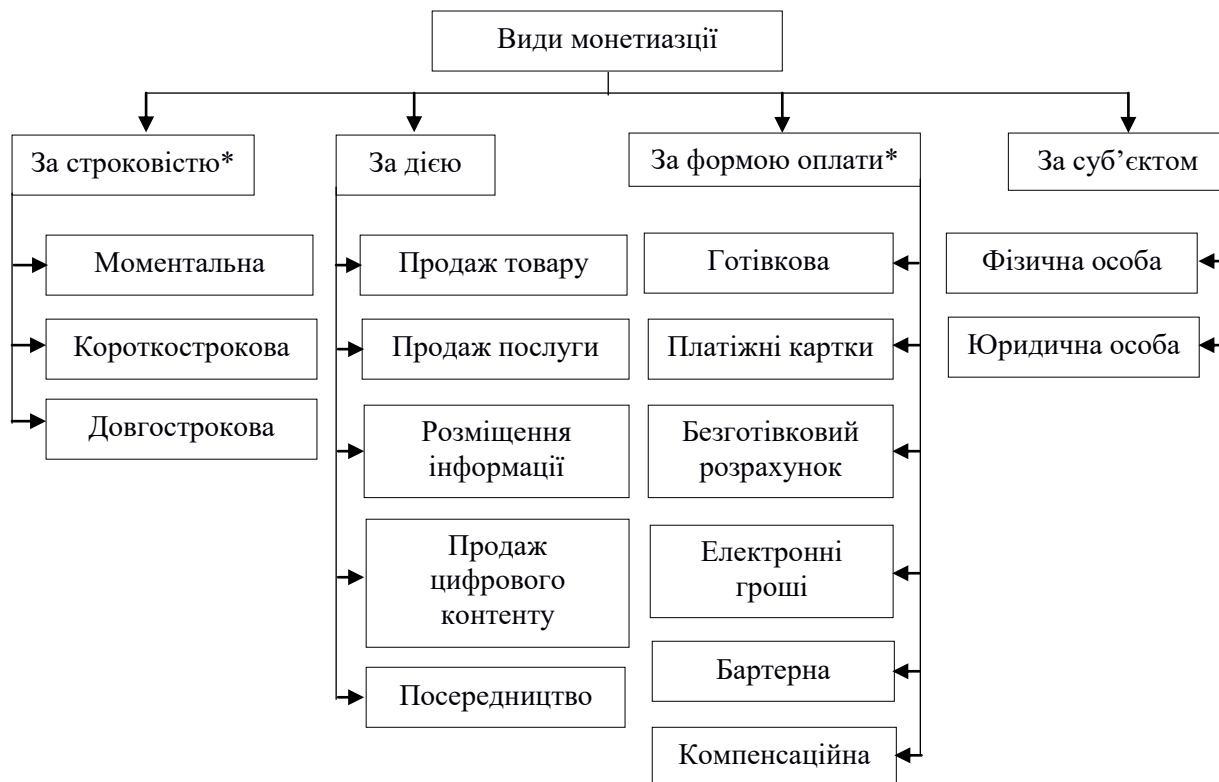 Види монетиазції
За строковістю*
За дією
За формою оплати*
За суб’єктом
Моментальна
Короткострокова
Довгострокова
Продаж товару
Продаж послуги
Розміщення
інформації
Продаж
цифрового
контенту
Посередництво
Готівкова
Платіжні картки
Безготівковий
розрахунок
Електронні
гроші
Бартерна
Компенсаційна
Фізична особа
Юридична особа